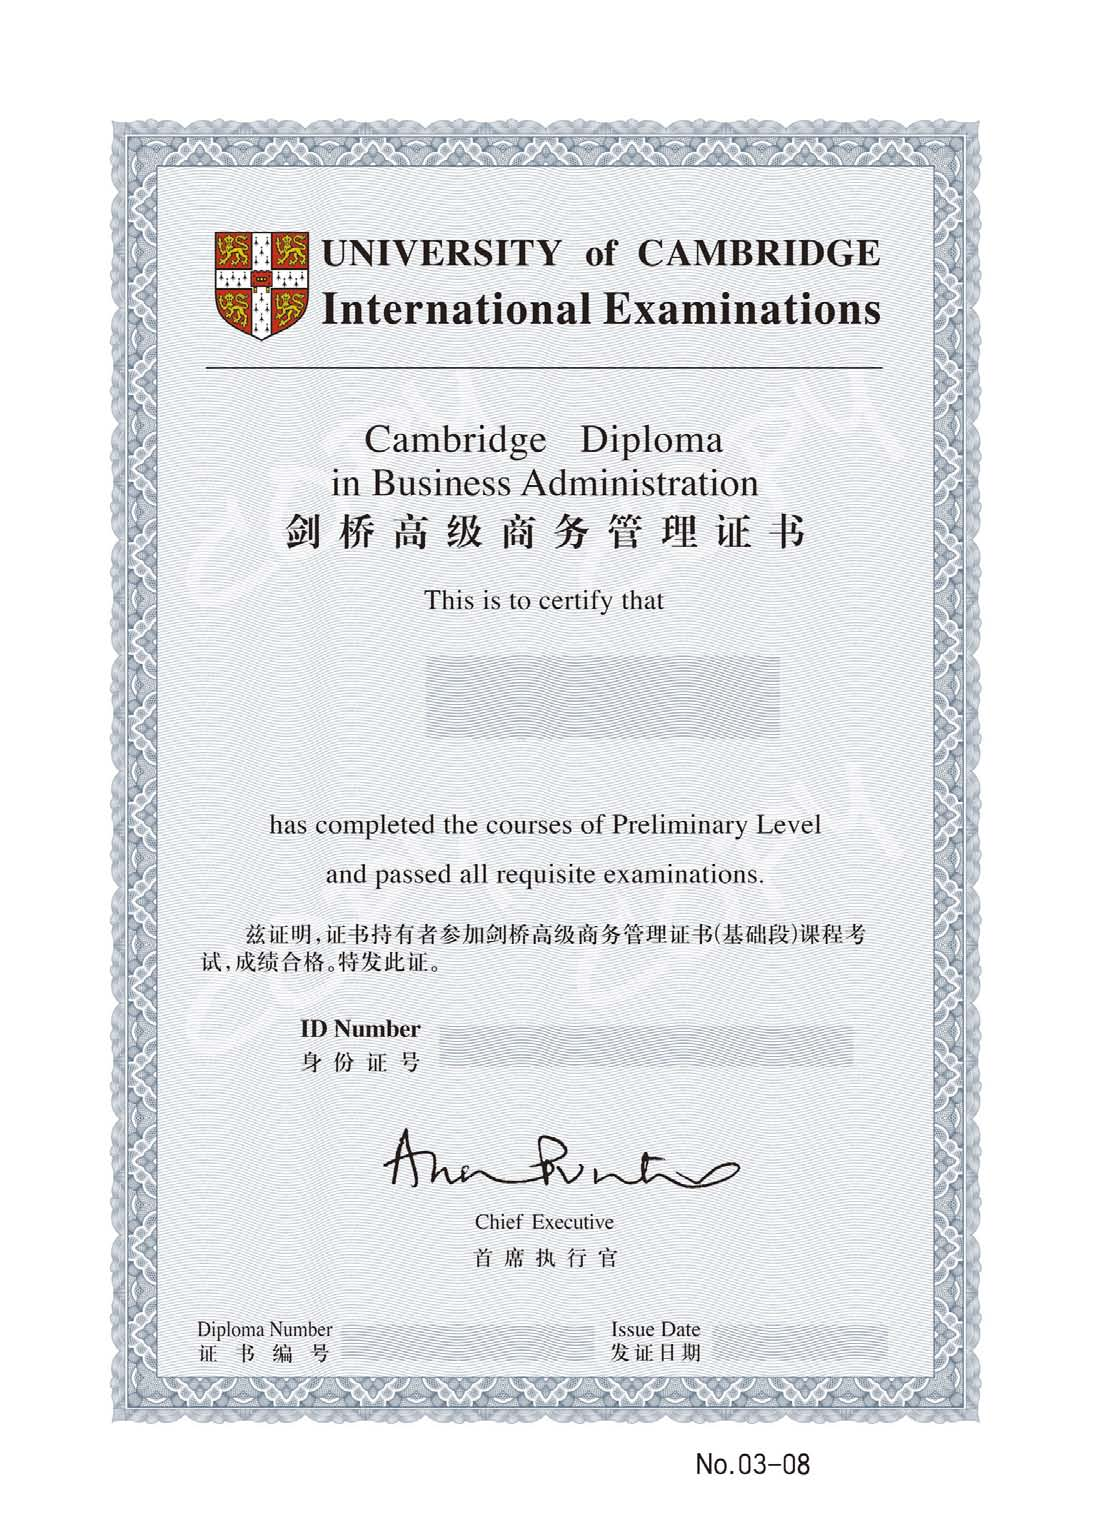 UNIVERSITY of CAMBRIDGE
International Examinations
Cambridge Diploma
in Business Administration
剑桥高级商务管理证书
This is to certify that
has completed the courses of Preliminary Level
and passed all requisite examinations.
兹证明,证书持有者参加剑桥高级商务管理证书(基础段)课程考
试,成绩合格。特发此证。
ID Number
身份证号
Chief Executive
首席执行官
Diploma Number
证书编号
Issue Date
发证日期
No.03-08